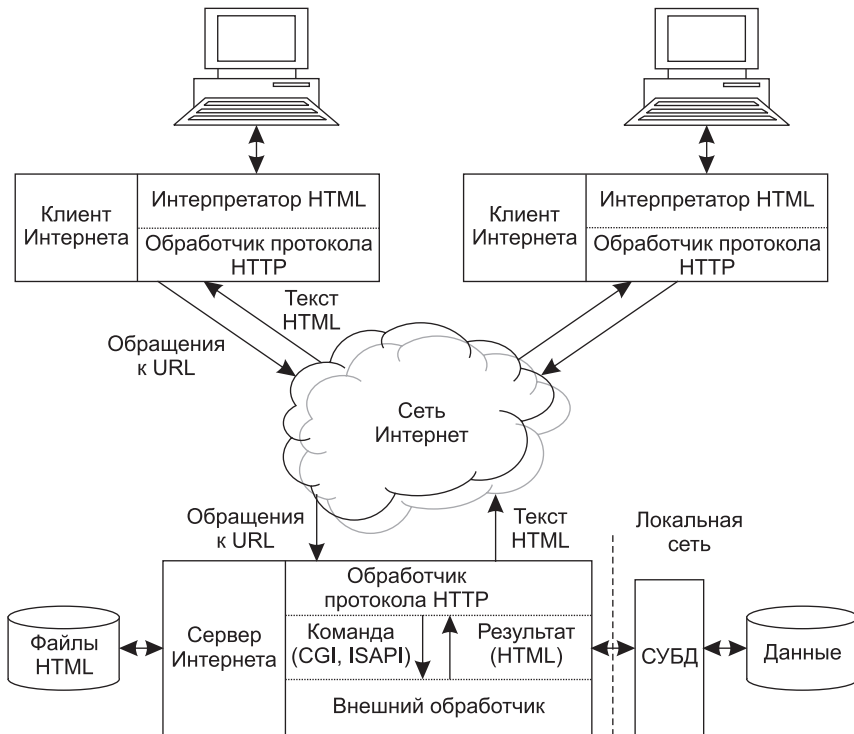 Клиент
Интернета
Интерпретатор HTML
Обработчик протокола
HTTP
Клиент
Интернета
Интерпретатор HTML
Обработчик протокола
HTTP
Текст
HTML
Обращения
к URL
Сеть
Интернет
Обращения
к URL
Текст
HTML
Локальная
сеть
Файлы
HTML
Сервер
Интернета
Обработчик
протокола HTTP
Команда
(CGI, ISAPI)
Результат
(HTML)
Внешний обработчик
СУБД
Данные